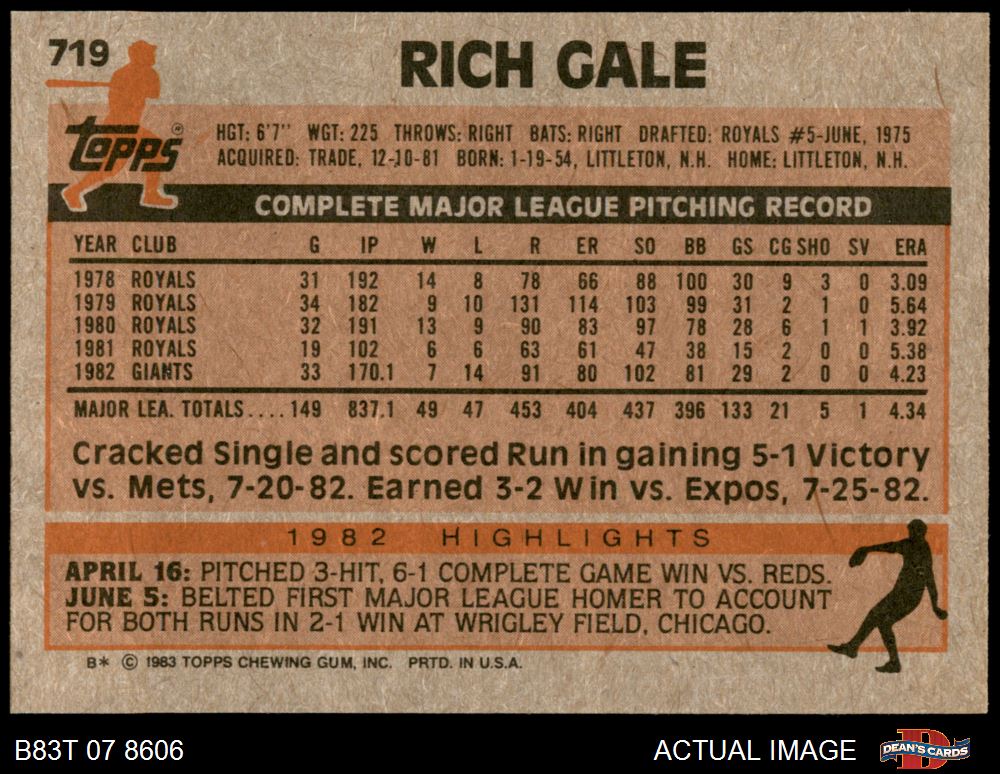 719
RICH GALE
Topps®
HGT: 6'7" WGT: 225 THROWS: RIGHT BATS: RIGHT DRAFTED: ROYALS #5-JUNE, 1975
ACQUIRED: TRADE, 12-10-81 BORN: 1-19-54, LITTLETON, N.H. HOME: LITTLETON, N.H.
COMPLETE MAJOR LEAGUE PITCHING RECORD
YEAR CLUB G IP W L R ER SO BB GS CG SHO SV ERA
1978 ROYALS 31 192 14 8 78 66 88 100 30 9 3 0 3.09
1979 ROYALS 34 182 9 10 131 114 103 99 31 2 1 0 5.64
1980 ROYALS 32 191 13 9 90 83 97 78 28 6 1 1 3.92
1981 ROYALS 19 102 6 6 63 61 47 38 15 2 0 0 5.38
1982 GIANTS 33 170.1 7 14 91 80 102 81 29 2 0 0 4.23
MAJOR LEA. TOTALS.... 149 837.1 49 47 453 404 437 396 133 21 5 1 4.34
Cracked Single and scored Run in gaining 5-1 Victory
vs. Mets, 7-20-82. Earned 3-2 Win vs. Expos, 7-25-82.
1982 HIGHLIGHTS
APRIL 16: PITCHED 3-HIT, 6-1 COMPLETE GAME WIN VS. REDS.
JUNE 5: BELTED FIRST MAJOR LEAGUE HOMER TO ACCOUNT
FOR BOTH RUNS IN 2-1 WIN AT WRIGLEY FIELD, CHICAGO.
B* © 1983 TOPPS CHEWING GUM, INC. PRTD. IN U.S.A.
B83T 07 8606
ACTUAL IMAGE
DEAN'S CARDS